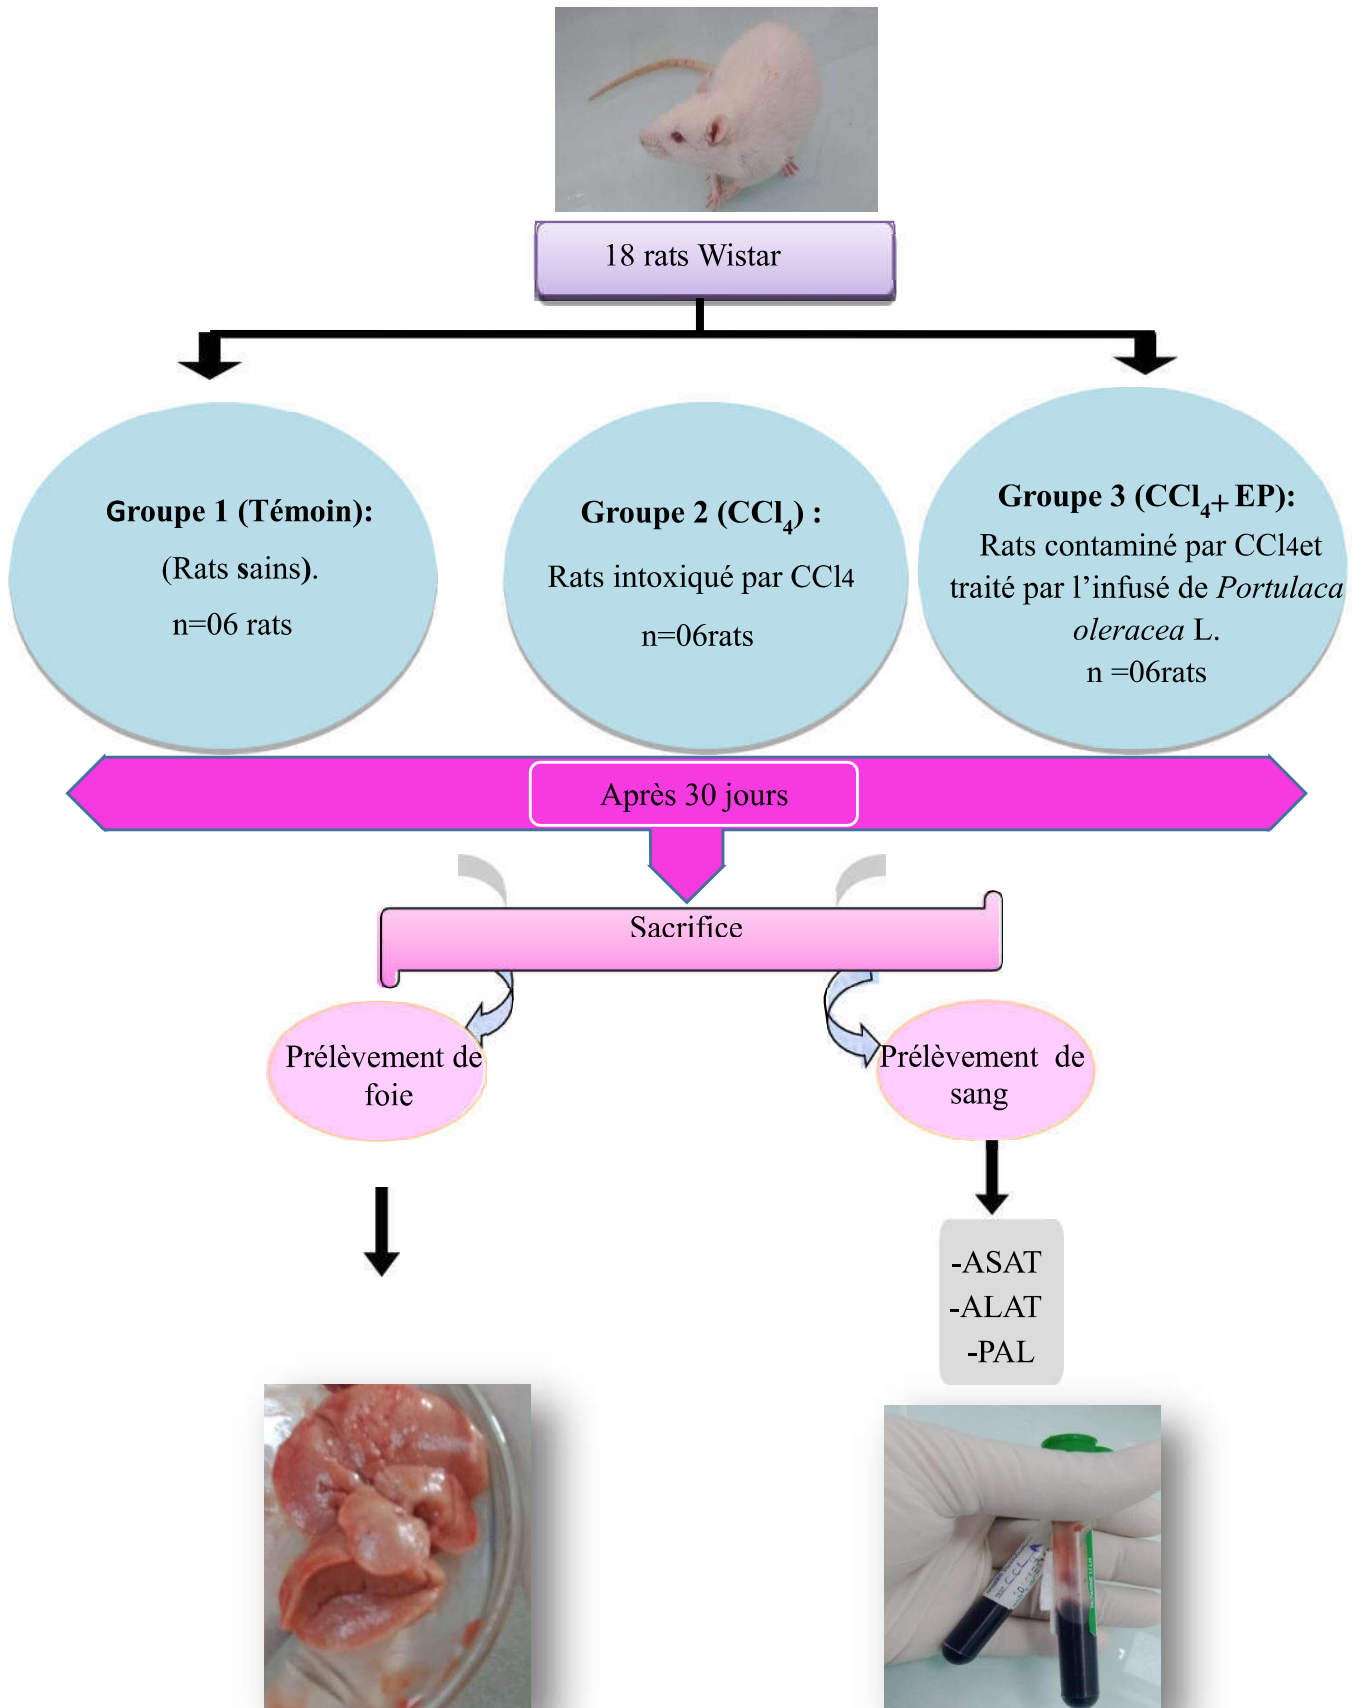 18 rats Wistar
Groupe 1 (Témoin):
(Rats sains).
n=06 rats
Groupe 2 (CCl4) :
Rats intoxiqué par CCl4
n=06rats
Groupe 3 (CCl4+ EP):
Rats contaminé par CCl4et
traité par l’infusé de Portulaca
oleracea L.
n =06rats
Après 30 jours
Sacrifice
Prélèvement de
foie
Prélèvement de
sang
-ASAT
-ALAT
-PAL